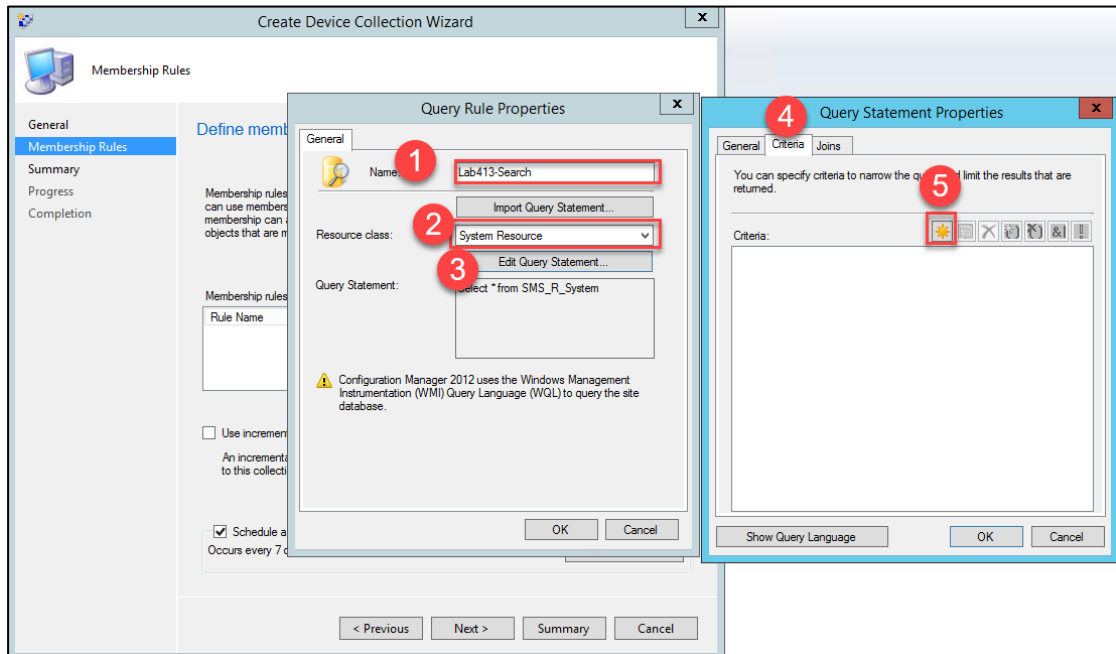 Create Device Collection Wizard
x
Membership Rules
General
Membership Rules
Summary
Progress
Completion
Define memb
Membership rules
can use members
membership can a
objects that are m
Membership rules
Rule Name
Use increment
An incrementa
to this collecti
Schedule a
Occurs every 7 d
< Previous
Next >
Summary
Cancel
Query Rule Properties
x
General
1
Name:
Lab413-Search
Import Query Statement...
Resource class:
2
System Resource
3
Edit Query Statement...
Query Statement:
select * from SMS_R_System
Configuration Manager 2012 uses the Windows Management
Instrumentation (WMI) Query Language (WQL) to query the site
database.
OK
Cancel
4
Query Statement Properties
x
General
Criteria
Joins
You can specify criteria to narrow the qu d limit the results that are
returned.
5
Criteria:
&|
!
Show Query Language
OK
Cancel